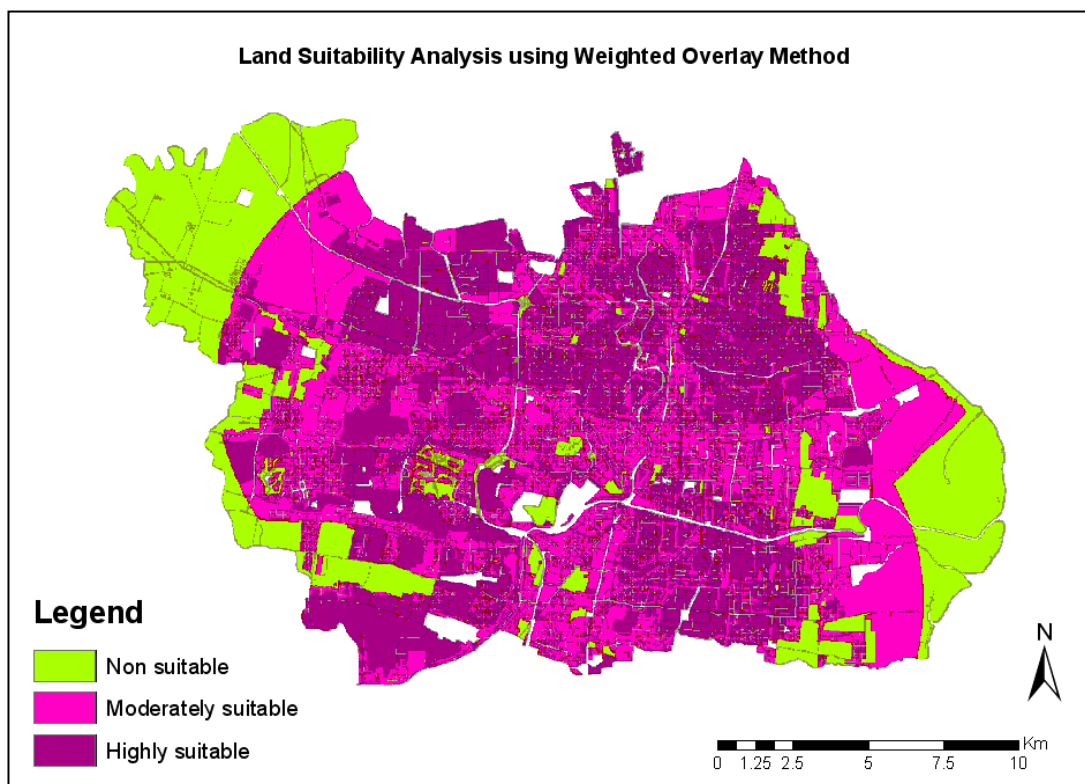 Land Suitability Analysis using Weighted Overlay Method
Legend
Non suitable
Moderately suitable
Highly suitable
N
Km
0 1.25 2.5 5 7.5 10